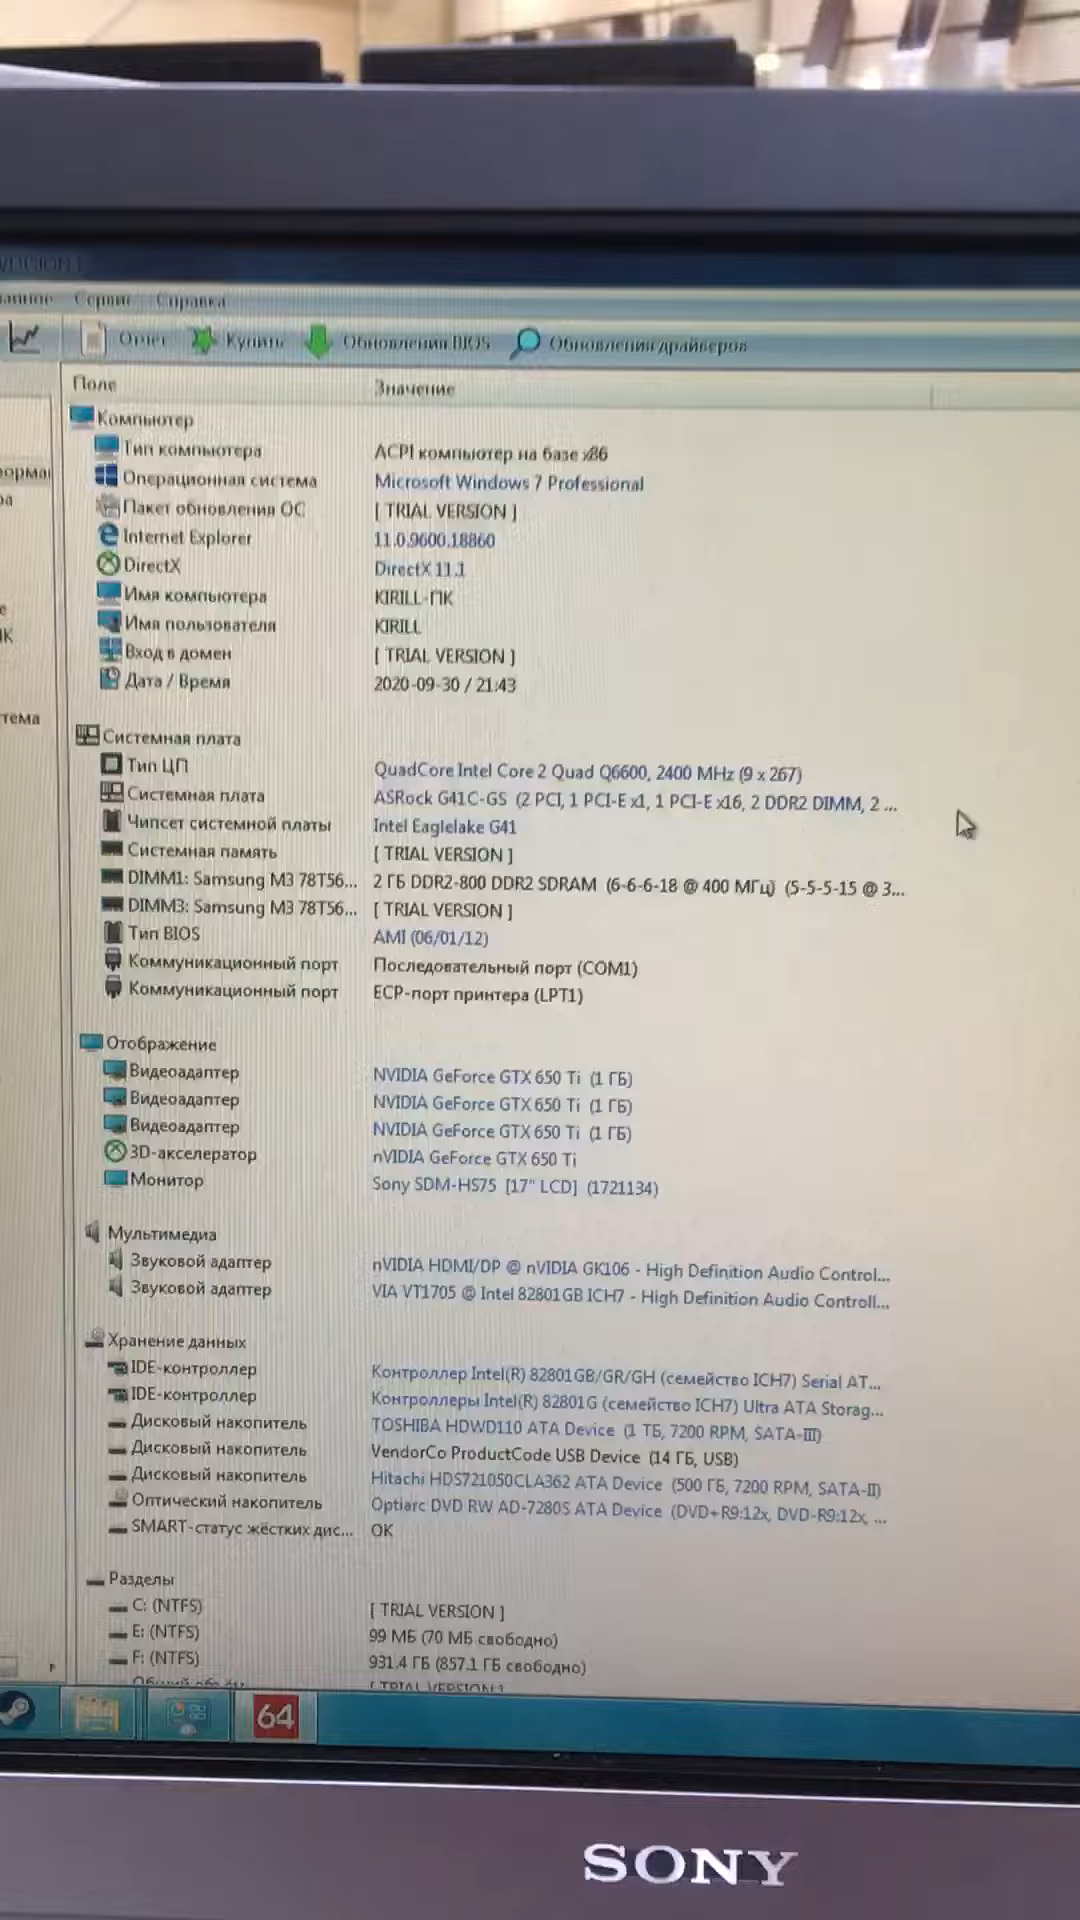 Сервис Справка
Отчет Купить Обновления BIOS Обновления драйверов
Поле Значение
Компьютер
Тип компьютера ACPI компьютер на базе x86
Операционная система Microsoft Windows 7 Professional
Пакет обновления ОС [ TRIAL VERSION ]
Internet Explorer 11.0.9600.18860
DirectX DirectX 11.1
Имя компьютера KIRILL-ПК
Имя пользователя KIRILL
Вход в домен [ TRIAL VERSION ]
Дата / Время 2020-09-30 / 21:43
тема
Системная плата
Тип ЦП QuadCore Intel Core 2 Quad Q6600, 2400 MHz (9 x 267)
Системная плата ASRock G41C-GS (2 PCI, 1 PCI-E x1, 1 PCI-E x16, 2 DDR2 DIMM, 2 ...
Чипсет системной платы Intel Eaglelake G41
Системная память [ TRIAL VERSION ]
DIMM1: Samsung M3 78T56... 2 ГБ DDR2-800 DDR2 SDRAM (6-6-6-18 @ 400 МГц) (5-5-5-15 @ 3...
DIMM3: Samsung M3 78T56... [ TRIAL VERSION ]
Тип BIOS AMI (06/01/12)
Коммуникационный порт Последовательный порт (COM1)
Коммуникационный порт ECP-порт принтера (LPT1)
Отображение
Видеоадаптер NVIDIA GeForce GTX 650 Ti (1 ГБ)
Видеоадаптер NVIDIA GeForce GTX 650 Ti (1 ГБ)
Видеоадаптер NVIDIA GeForce GTX 650 Ti (1 ГБ)
3D-акселератор nVIDIA GeForce GTX 650 Ti
Монитор Sony SDM-HS75 [17" LCD] (1721134)
Мультимедиа
Звуковой адаптер nVIDIA HDMI/DP @ nVIDIA GK106 - High Definition Audio Control...
Звуковой адаптер VIA VT1705 @ Intel 82801GB ICH7 - High Definition Audio Controll...
Хранение данных
IDE-контроллер Контроллер Intel(R) 82801GB/GR/GH (семейство ICH7) Serial AT...
IDE-контроллер Контроллеры Intel(R) 82801G (семейство ICH7) Ultra ATA Storag...
Дисковый накопитель TOSHIBA HDWD110 ATA Device (1 ТБ, 7200 RPM, SATA-III)
Дисковый накопитель VendorCo ProductCode USB Device (14 ГБ, USB)
Дисковый накопитель Hitachi HDS721050CLA362 ATA Device (500 ГБ, 7200 RPM, SATA-II)
Оптический накопитель Optiarc DVD RW AD-7280S ATA Device (DVD+R9:12x, DVD-R9:12x, ...
SMART-статус жёстких дис... OK
Разделы
C: (NTFS) [ TRIAL VERSION ]
E: (NTFS) 99 МБ (70 МБ свободно)
F: (NTFS) 931.4 ГБ (857.1 ГБ свободно)
[ TRIAL VERSION ]
64
SONY